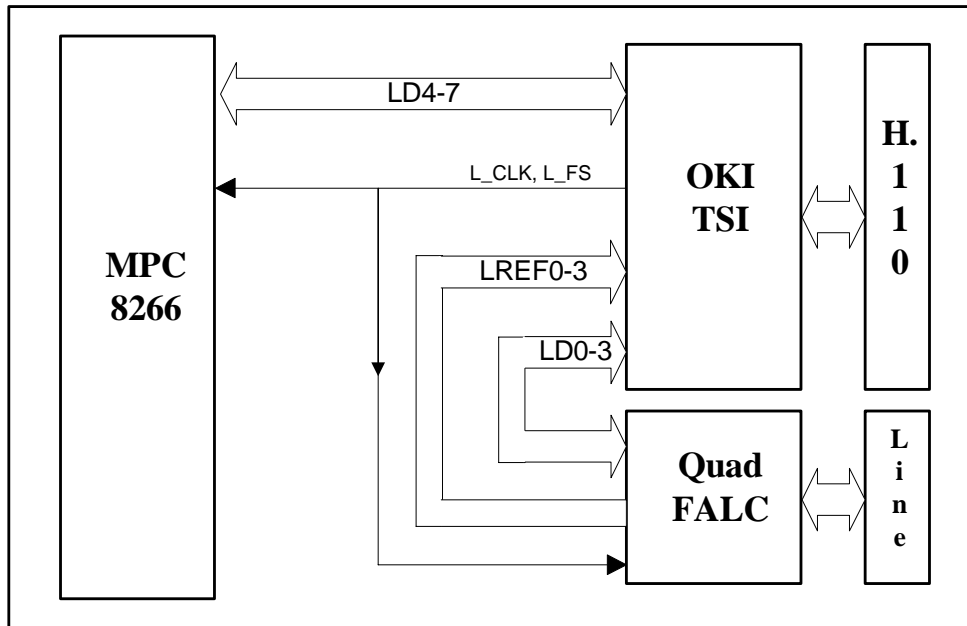 LD4-7
L_CLK, L_FS
MPC
8266
LREF0-3
LD0-3
OKI
TSI
H.
1
1
0
Quad
FALC
L
i
n
e